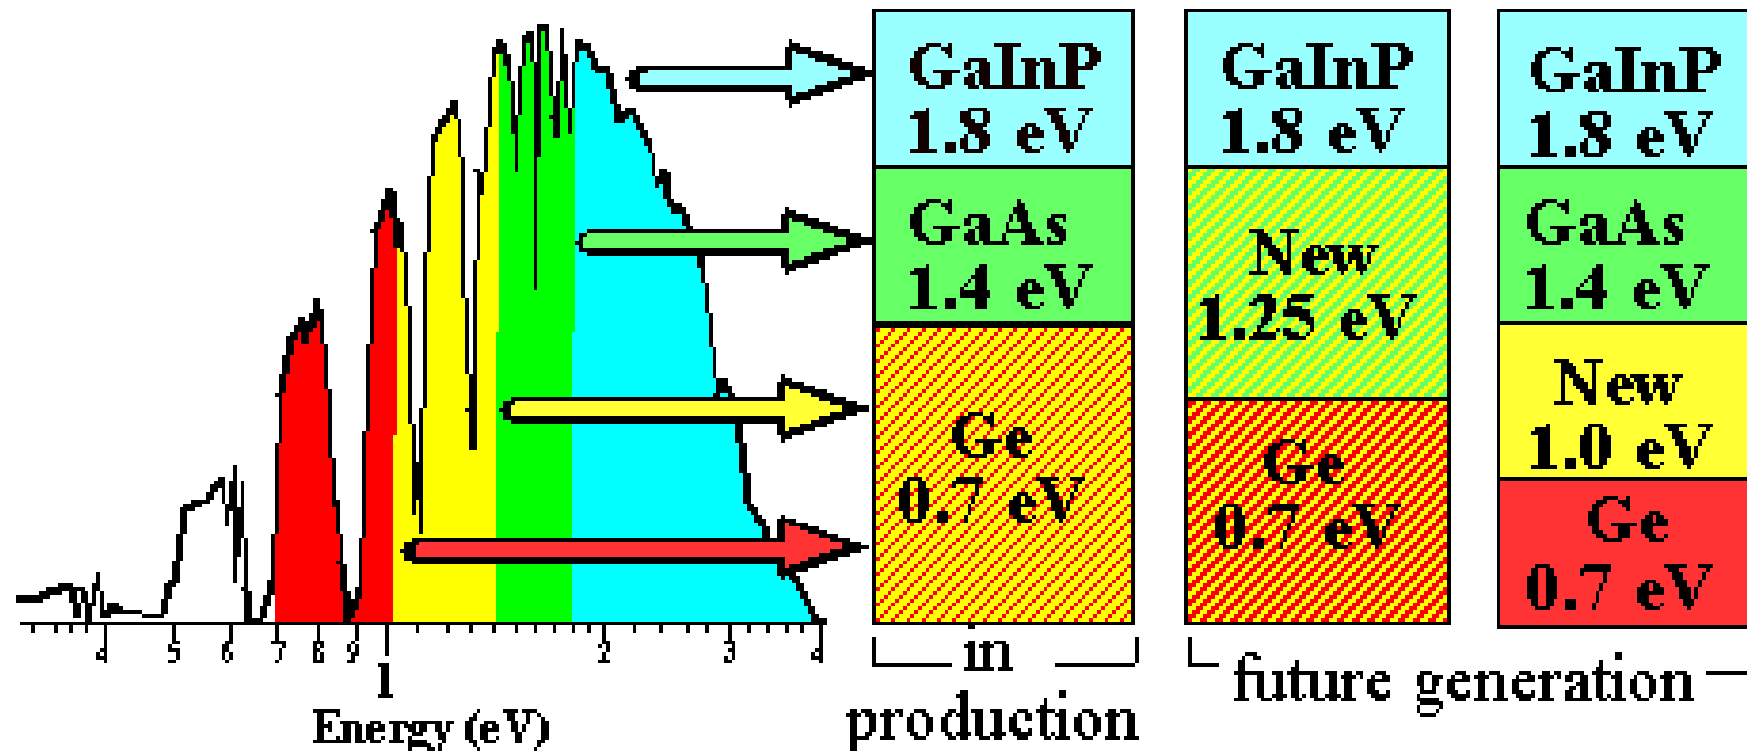 GaInP
1.8 eV
GaAs
1.4 eV
Ge
0.7 eV
GaInP
1.8 eV
New
1.25 eV
Ge
0.7 eV
GaInP
1.8 eV
GaAs
1.4 eV
New
1.0 eV
Ge
0.7 eV
4 5 6 7 8 9 2 3 4
1
Energy (eV)
in
production
future generation